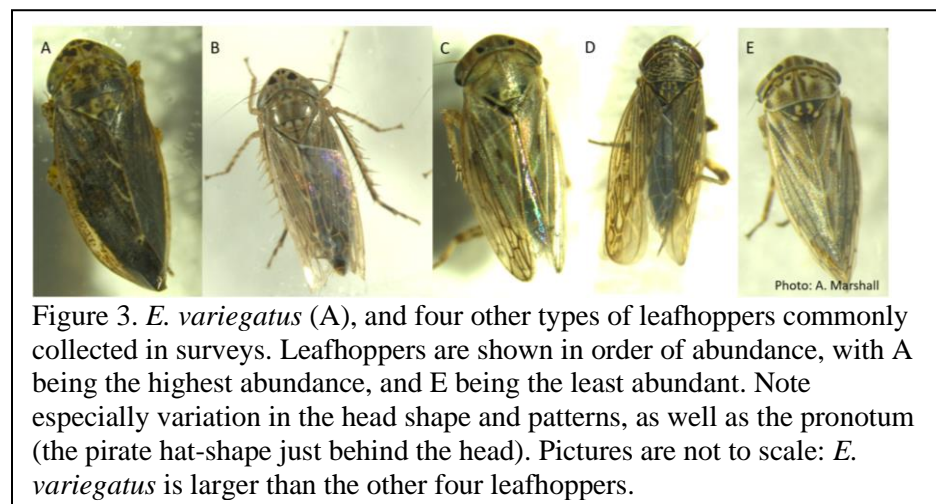 A B C D E
Photo: A. Marshall
Figure 3. E. variegatus (A), and four other types of leafhoppers commonly
collected in surveys. Leafhoppers are shown in order of abundance, with A
being the highest abundance, and E being the least abundant. Note
especially variation in the head shape and patterns, as well as the pronotum
(the pirate hat-shape just behind the head). Pictures are not to scale: E.
variegatus is larger than the other four leafhoppers.